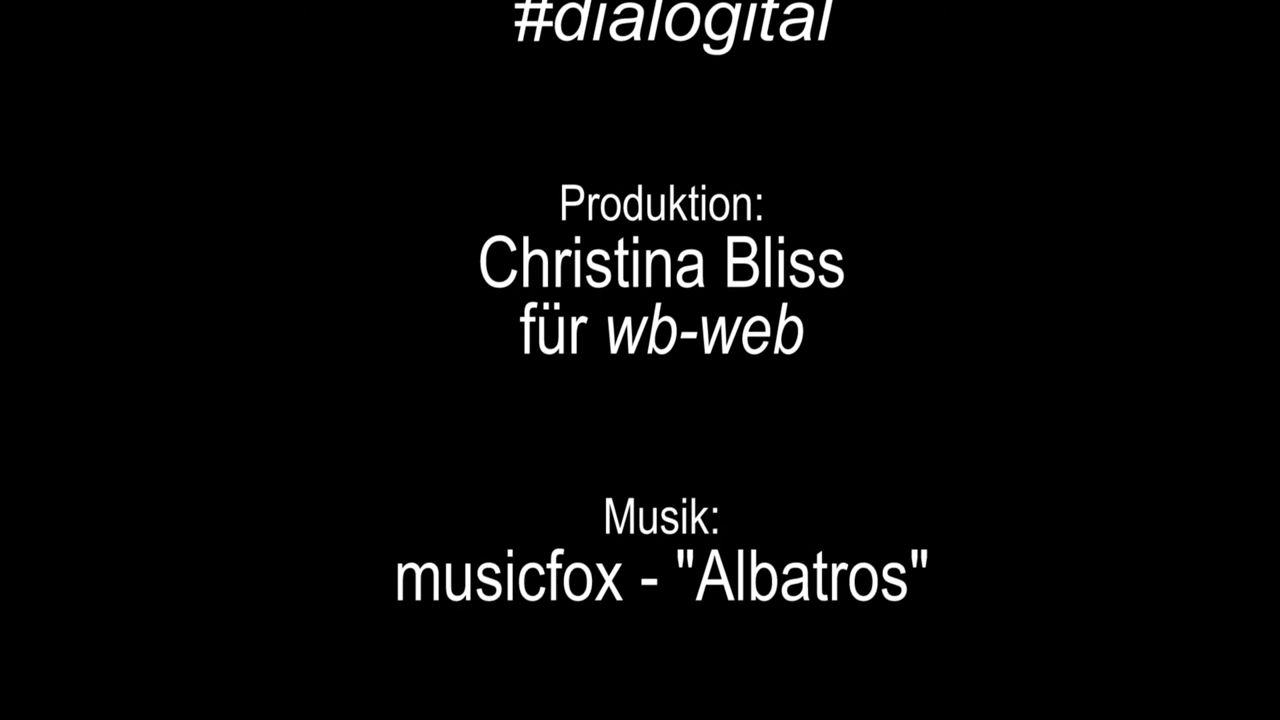 #dialogital
Produktion:
Christina Bliss
für wb-web
Musik:
musicfox - "Albatros"